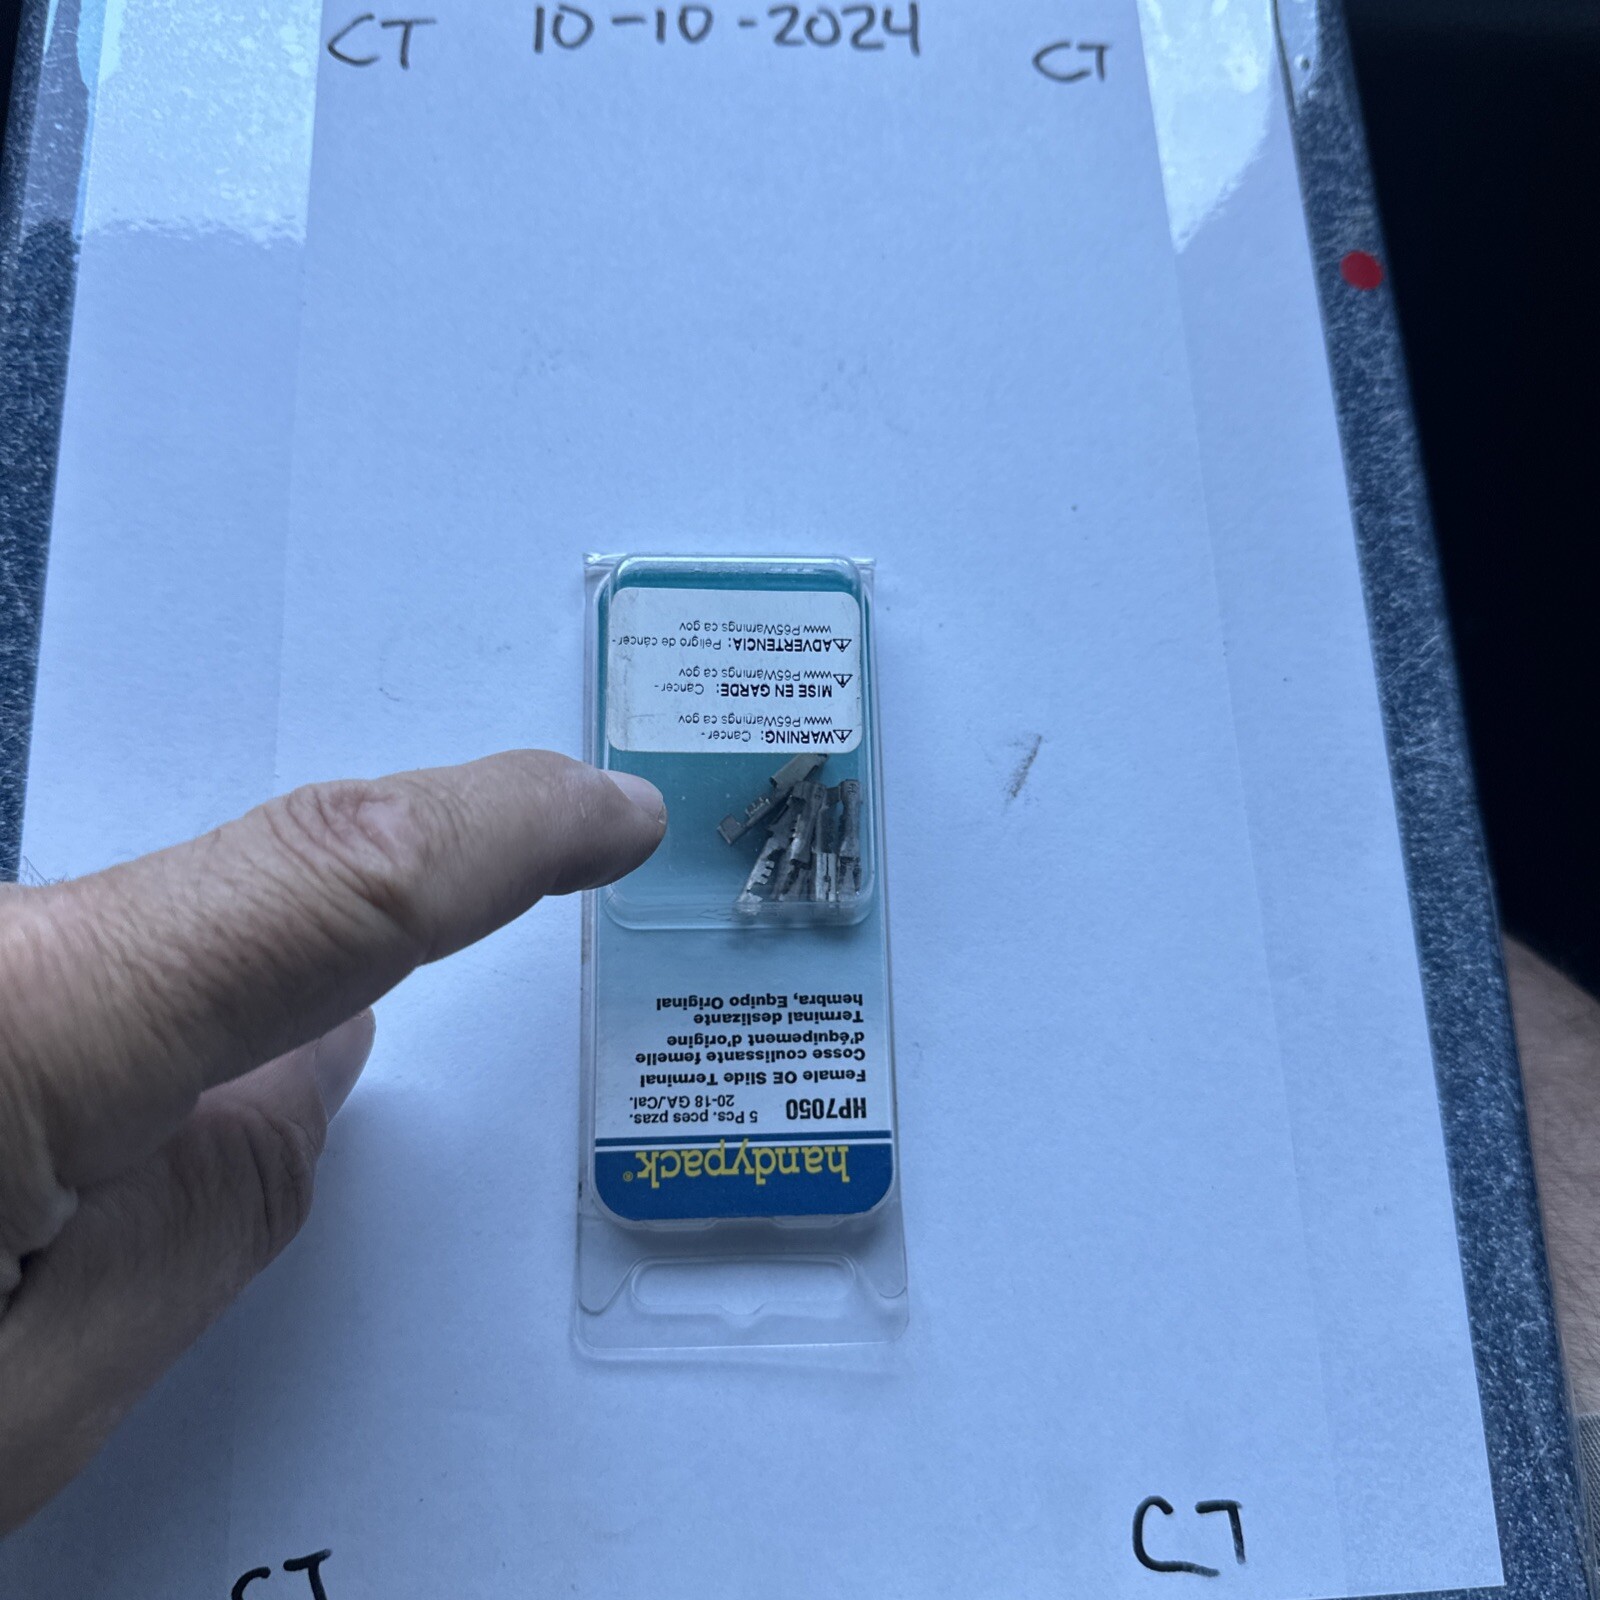 CT 10-10-2024 CT
handypack®
HP7050 5 Pcs. pces pzas.
20-18 GA./Cal.
Female OE Slide Terminal
Cosse coulissante femelle
d'équipement d'origine
Terminal deslizante
hembra, Equipo Original
⚠WARNING: Cancer-
www.P65Warnings.ca.gov
⚠MISE EN GARDE: Cancer-
www.P65Warnings.ca.gov
⚠ADVERTENCIA: Peligro de cáncer-
www.P65Warnings.ca.gov
CT CT